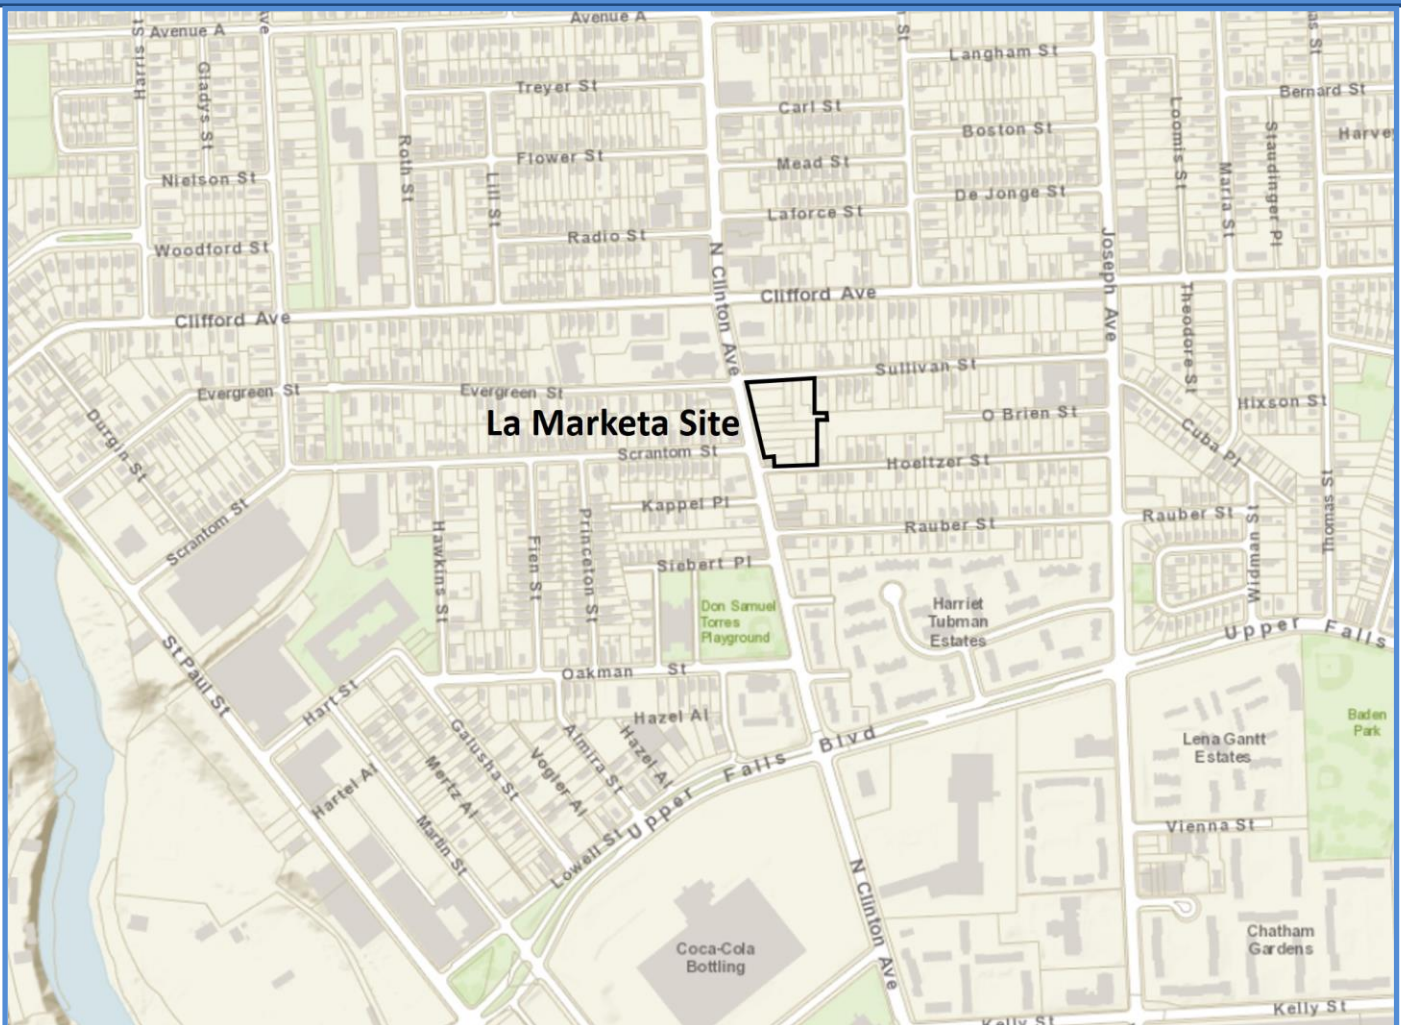 Avenue A
Avenue A
Harris St
Gladys St
Ave
St
Langham St
as St
Treyer St
Carl St
Bernard St
Loomis St
Boston St
Staudinger Pl
Harve
Roth St
Flower St
Mead St
Maria St
Nielson St
Lill St
De Jonge St
Laforce St
Woodford St
Radio St
N Clinton Ave
Joseph Ave
Clifford Ave
Clifford Ave
Theodore St
Sullivan St
Evergreen St
Evergreen St
Durgin St
La Marketa Site
O Brien St
Hixson St
Cuba Pl
Scrantom St
Hoeltzer St
Thomas St
Kappel Pl
Scrantom St
Hawkins St
Fien St
Princeton St
Rauber St
Rauber St
Widman St
Siebert Pl
Don Samuel
Torres
Playground
Harriet
Tubman
Estates
Upper Falls
St Paul St
Oakman St
Hart St
Hazel Al
Hazel Al
Galusha St
Almira St
Vogler Al
Mertz Al
Upper Falls Blvd
Lena Gantt
Estates
Baden
Park
Hartel Al
Martin St
Lowell St
Vienna St
N Clinton Ave
Coca-Cola
Bottling
Chatham
Gardens
Kelly St
Kelly St